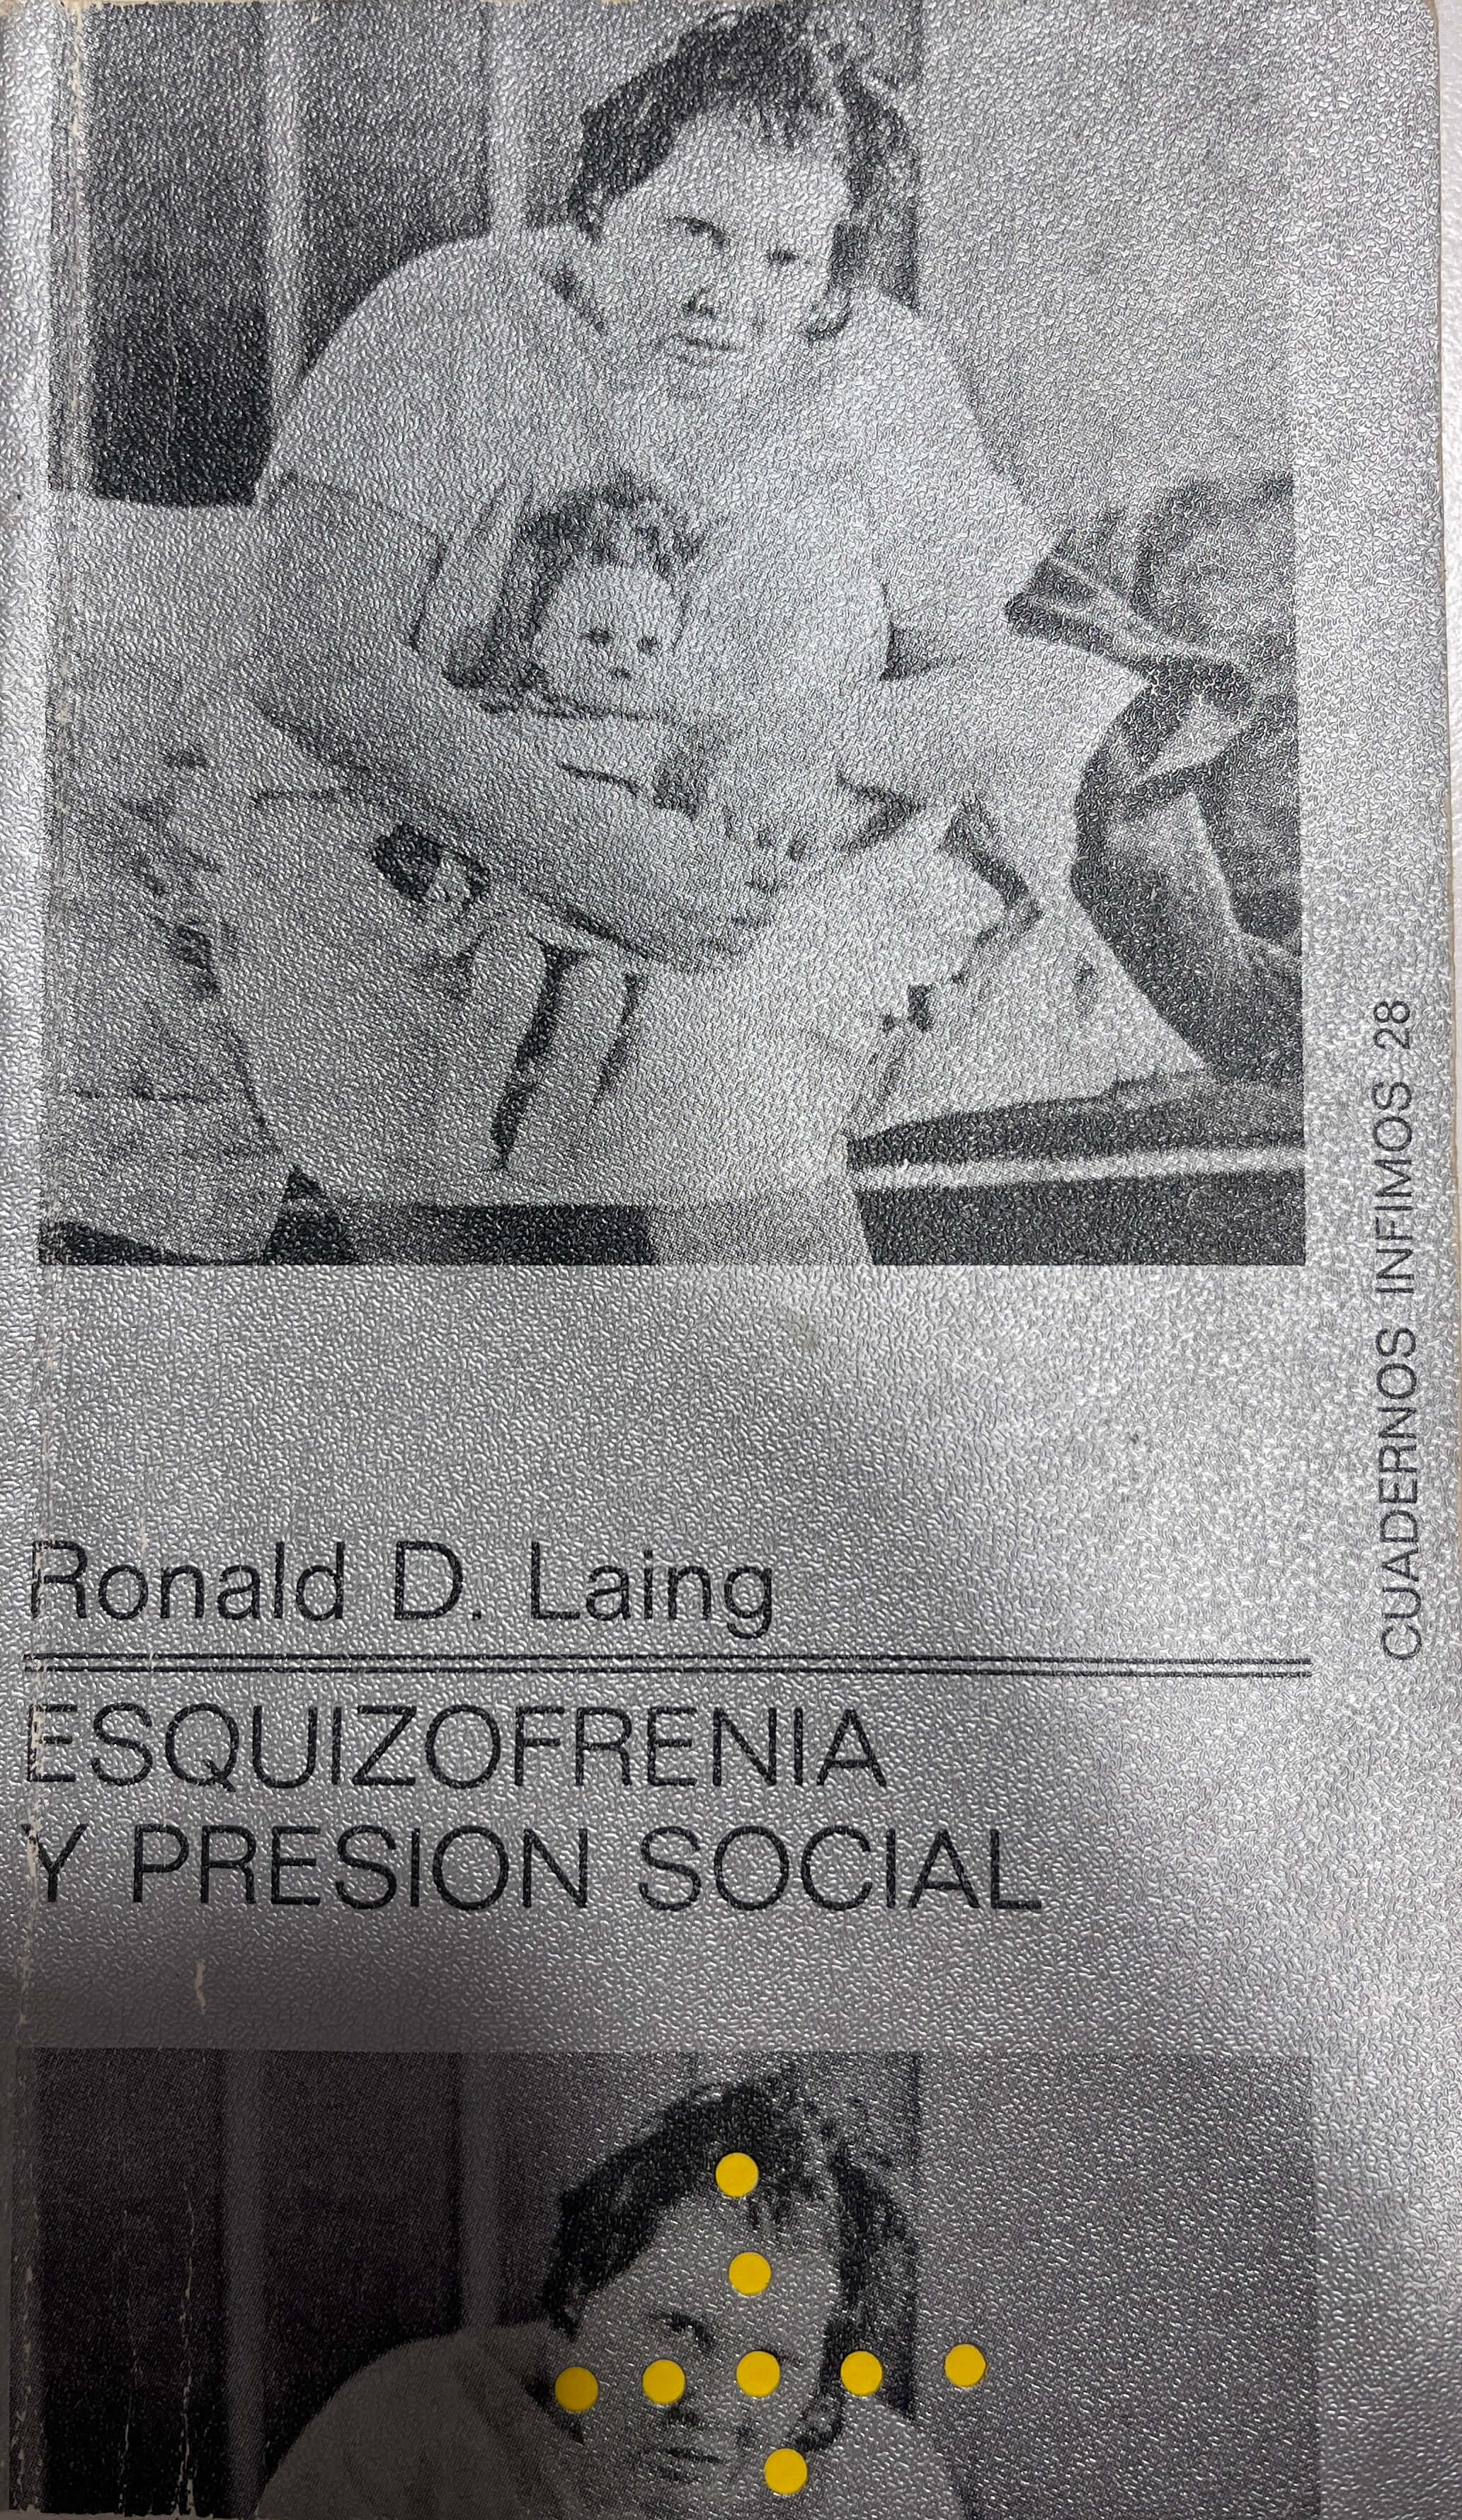 Ronald D. Laing
ESQUIZOFRENIA
Y PRESION SOCIAL
CUADERNOS INFIMOS 28